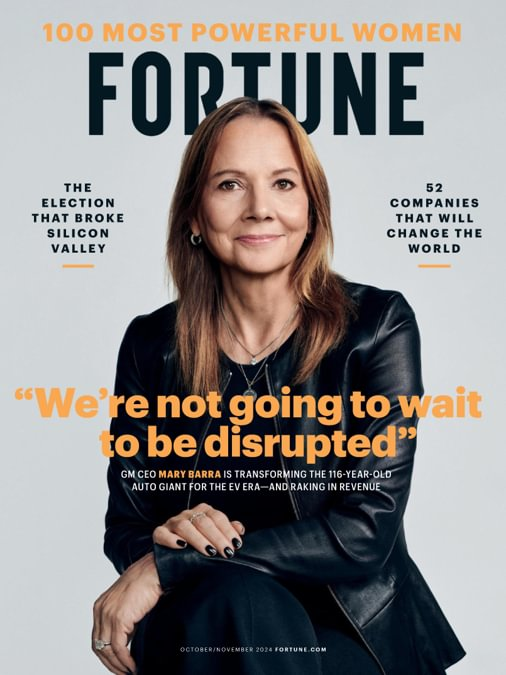 100 MOST POWERFUL WOMEN
FORTUNE
THE
ELECTION
THAT BROKE
SILICON
VALLEY
52
COMPANIES
THAT WILL
CHANGE THE
WORLD
“We’re not going to wait
to be disrupted”
GM CEO MARY BARRA IS TRANSFORMING THE 116-YEAR-OLD
AUTO GIANT FOR THE EV ERA—AND RAKING IN REVENUE
OCTOBER/NOVEMBER 2024 FORTUNE.COM